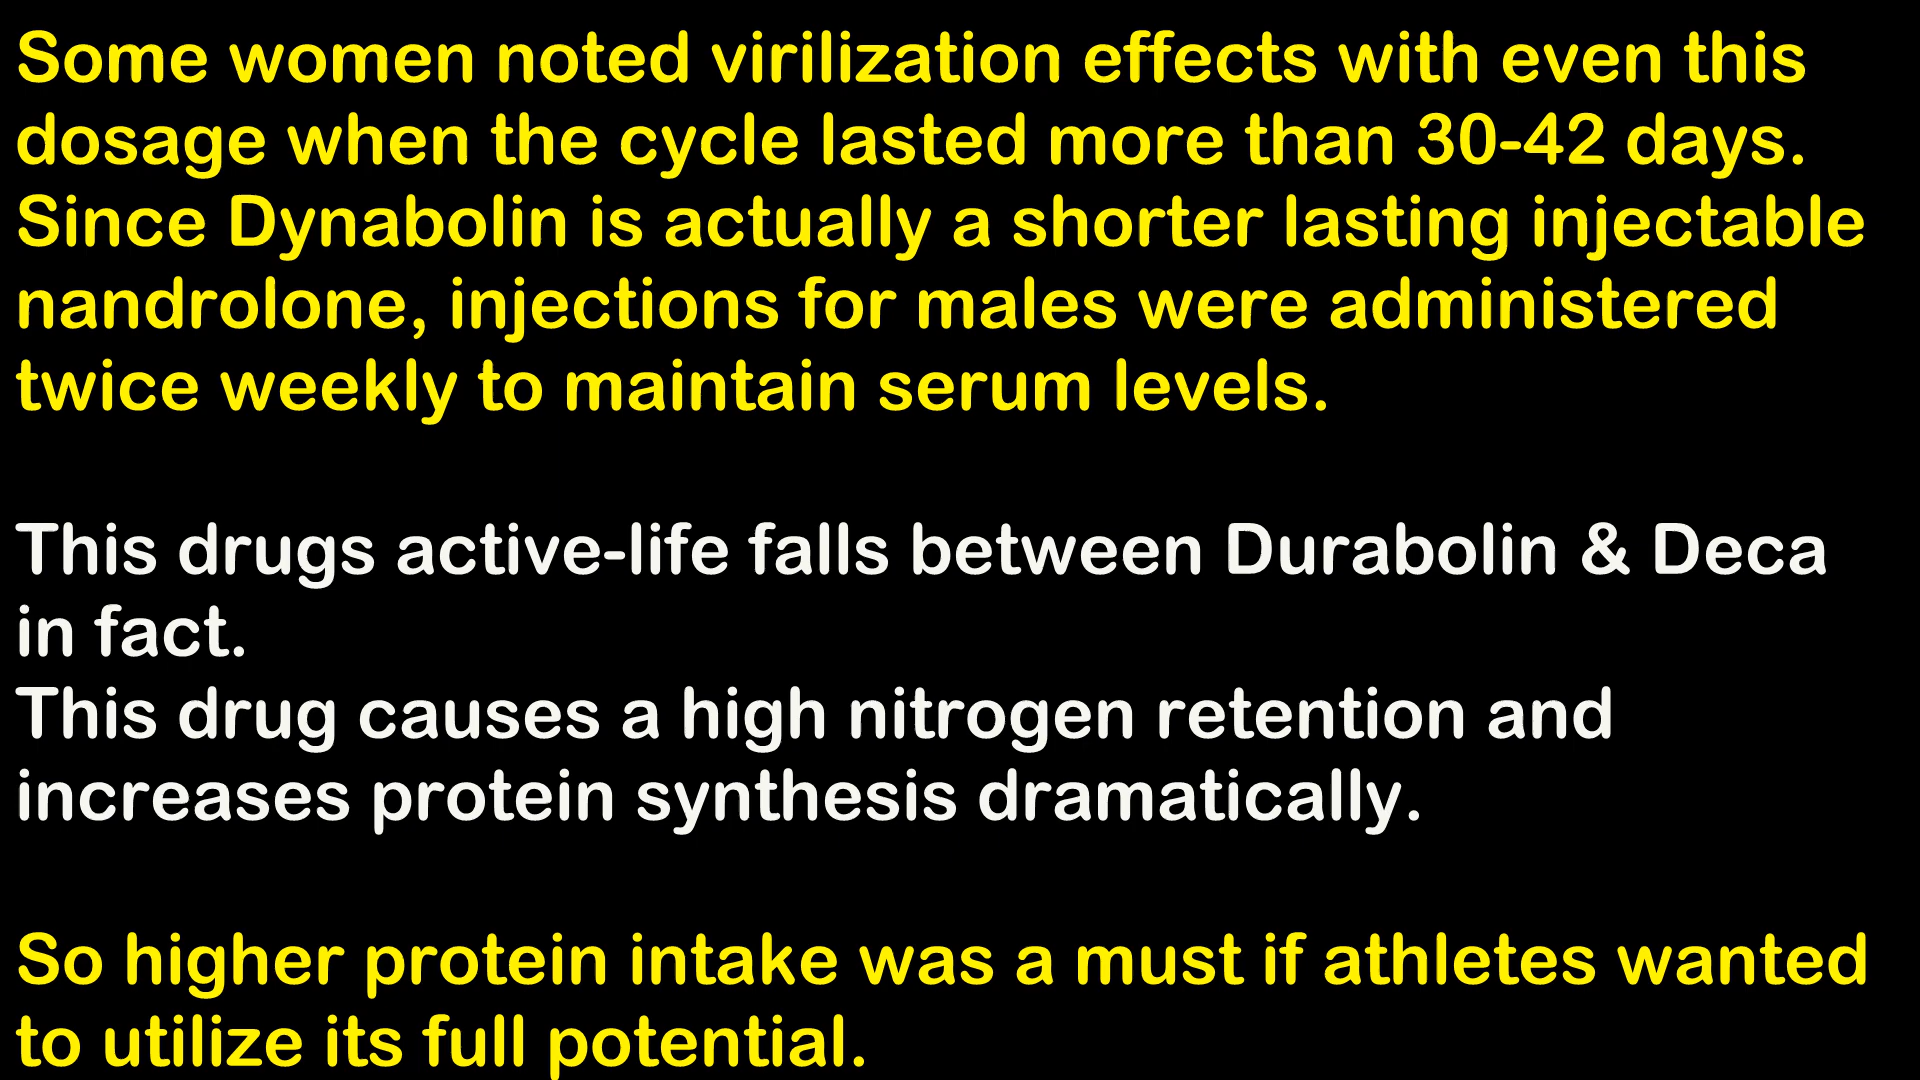 Some women noted virilization effects with even this
dosage when the cycle lasted more than 30-42 days.
Since Dynabolin is actually a shorter lasting injectable
nandrolone, injections for males were administered
twice weekly to maintain serum levels.
This drugs active-life falls between Durabolin & Deca
in fact.
This drug causes a high nitrogen retention and
increases protein synthesis dramatically.
So higher protein intake was a must if athletes wanted
to utilize its full potential.